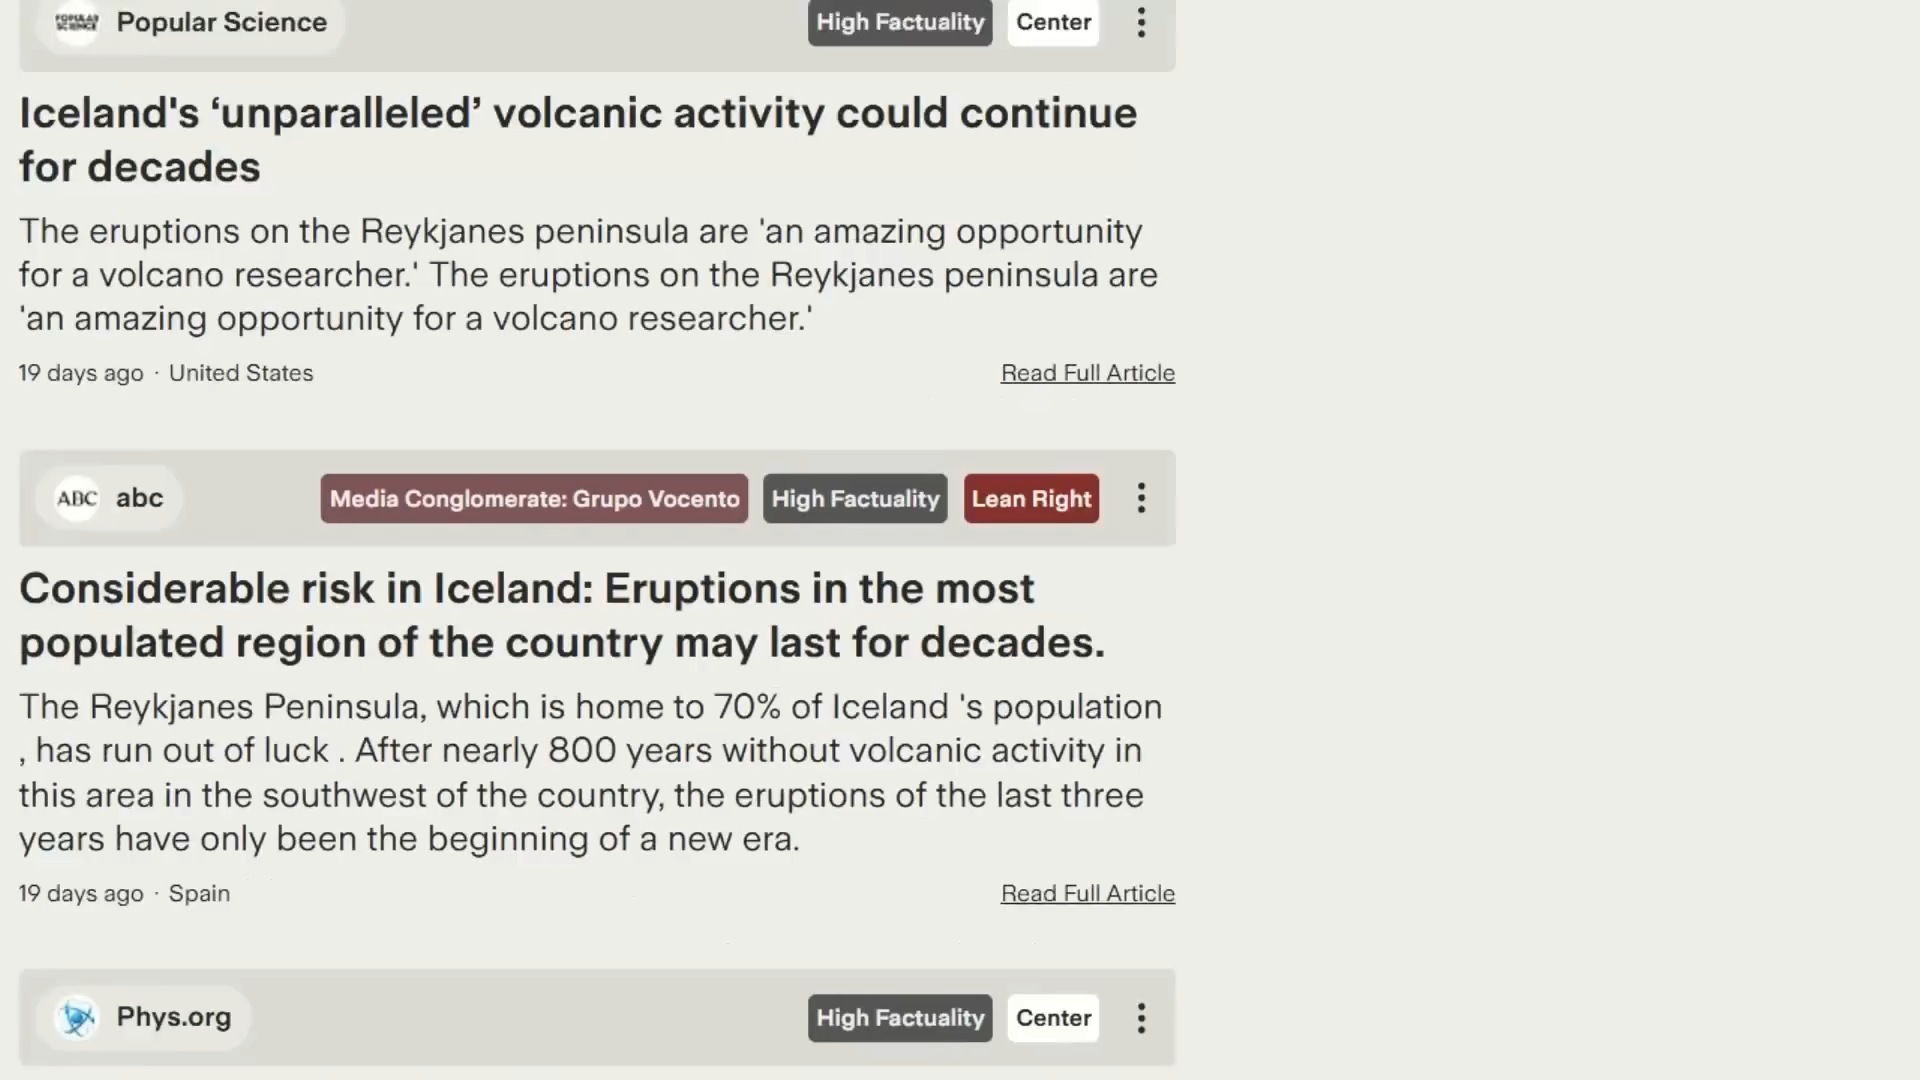 POPULAR SCIENCE Popular Science High Factuality Center
Iceland's ‘unparalleled’ volcanic activity could continue
for decades
The eruptions on the Reykjanes peninsula are 'an amazing opportunity
for a volcano researcher.' The eruptions on the Reykjanes peninsula are
'an amazing opportunity for a volcano researcher.'
19 days ago · United States Read Full Article
ABC abc Media Conglomerate: Grupo Vocento High Factuality Lean Right
Considerable risk in Iceland: Eruptions in the most
populated region of the country may last for decades.
The Reykjanes Peninsula, which is home to 70% of Iceland 's population
, has run out of luck . After nearly 800 years without volcanic activity in
this area in the southwest of the country, the eruptions of the last three
years have only been the beginning of a new era.
19 days ago · Spain Read Full Article
Phys.org High Factuality Center